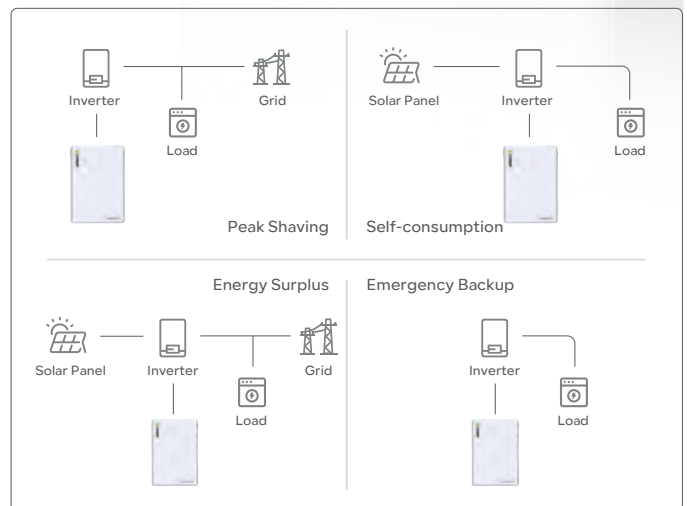 Inverter
Grid
Load
Peak Shaving
Solar Panel
Inverter
Load
Self-consumption
Energy Surplus
Solar Panel
Inverter
Grid
Load
Emergency Backup
Inverter
Load